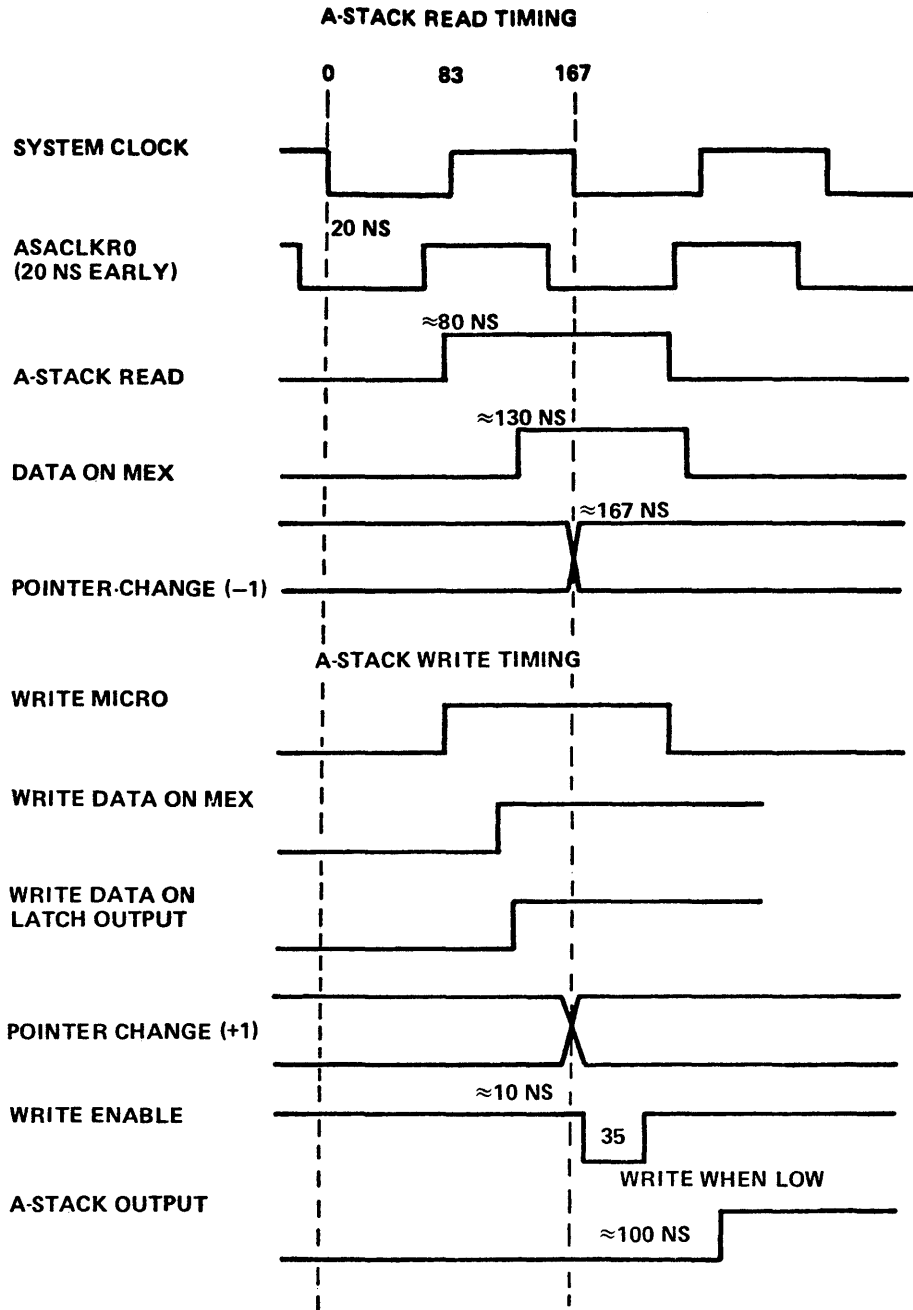 A-STACK READ TIMING
0 83 167
SYSTEM CLOCK
20 NS
ASACLKR0
(20 NS EARLY)
≈80 NS
A-STACK READ
≈130 NS
DATA ON MEX
≈167 NS
POINTER-CHANGE (−1)
A-STACK WRITE TIMING
WRITE MICRO
WRITE DATA ON MEX
WRITE DATA ON
LATCH OUTPUT
POINTER CHANGE (+1)
≈10 NS
WRITE ENABLE
35
WRITE WHEN LOW
A-STACK OUTPUT
≈100 NS